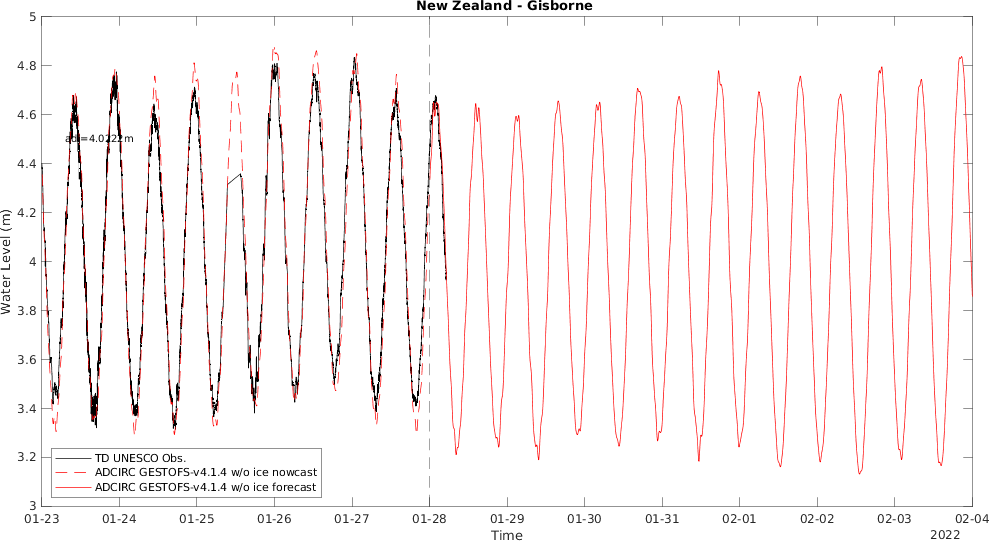 New Zealand - Gisborne
5
4.8
4.6
4.4
4.2
4
3.8
3.6
3.4
3.2
3
Water Level (m)
TD UNESCO Obs.
ADCIRC GESTOFS-v4.1.4 w/o ice nowcast
ADCIRC GESTOFS-v4.1.4 w/o ice forecast
01-23 01-24 01-25 01-26 01-27 01-28 01-29 01-30 01-31 02-01 02-02 02-03 02-04
Time
2022